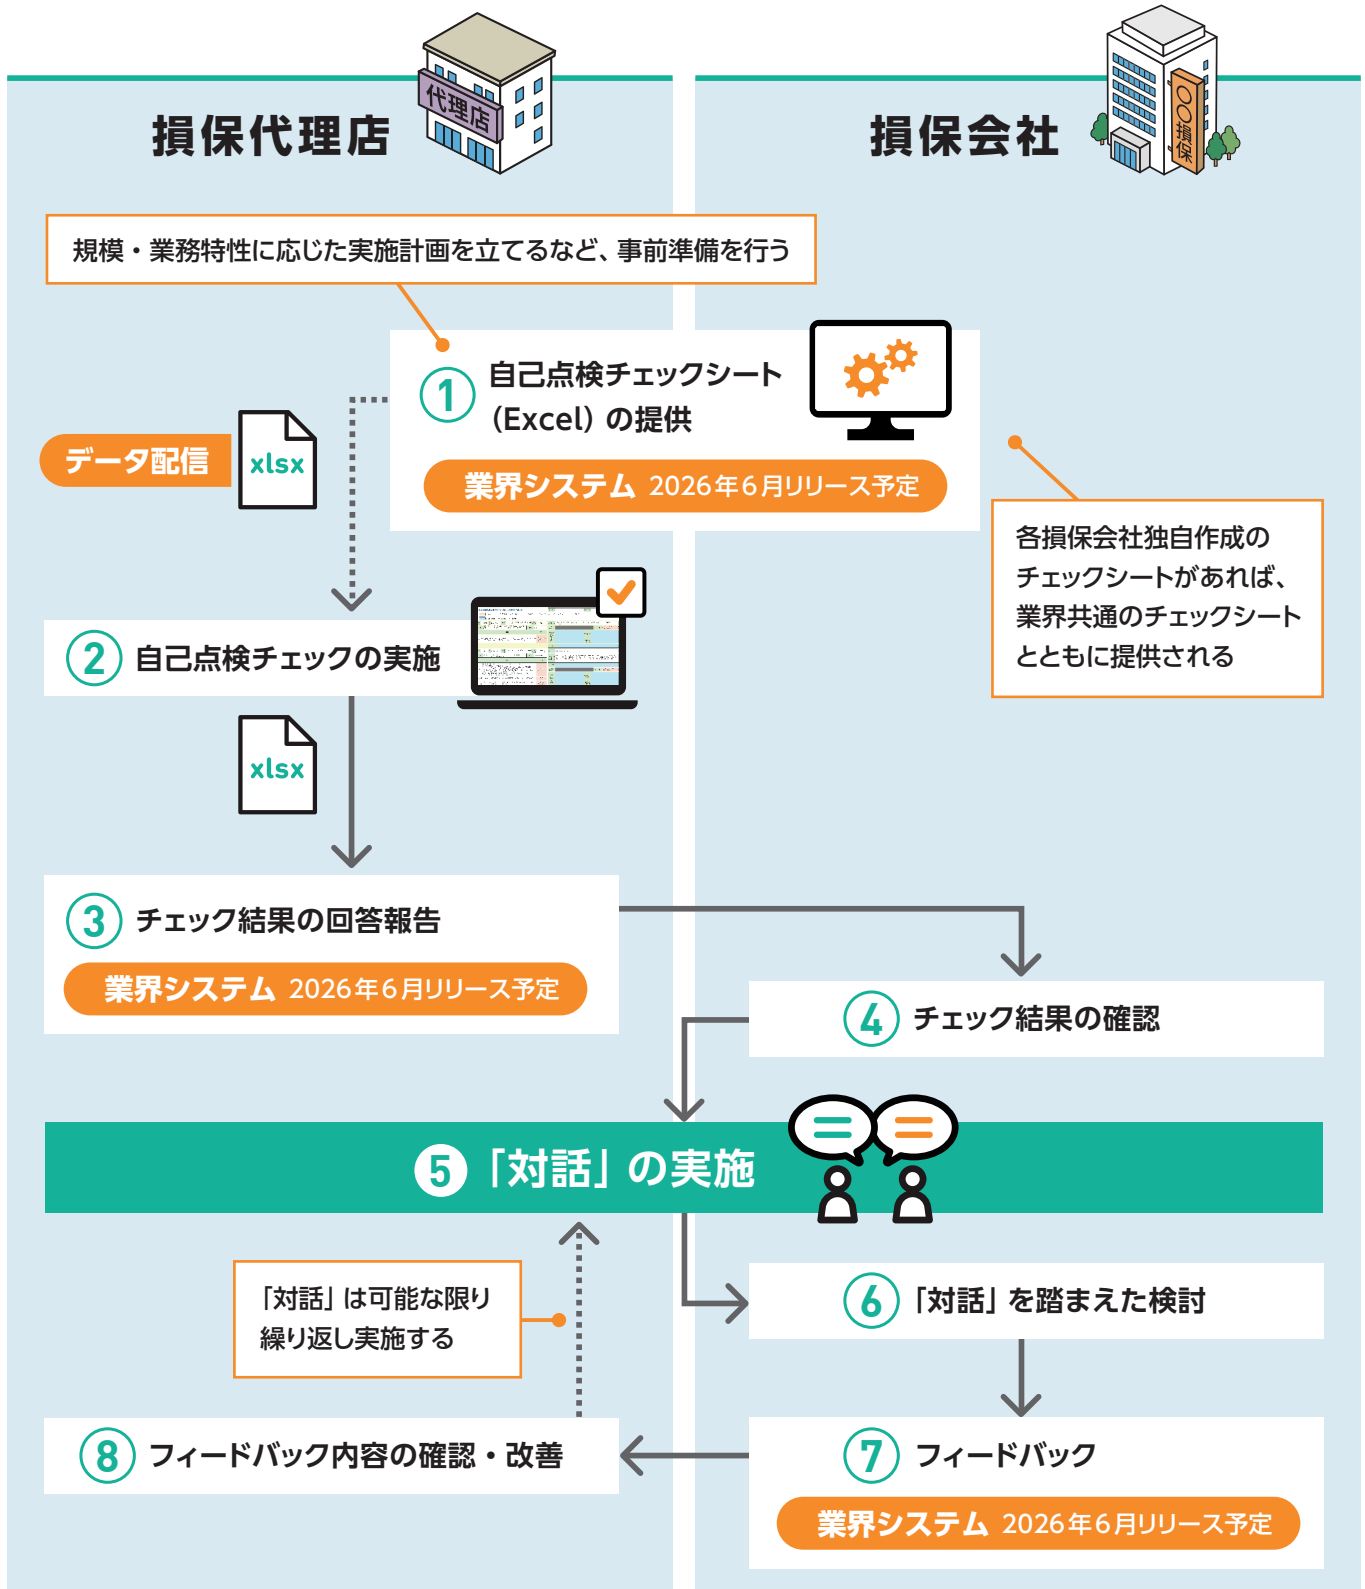 代理店
損保代理店
〇〇損保
損保会社
規模・業務特性に応じた実施計画を立てるなど、事前準備を行う
① 自己点検チェックシート
（Excel）の提供
業界システム 2026年6月リリース予定
データ配信
xlsx
各損保会社独自作成の
チェックシートがあれば、
業界共通のチェックシート
とともに提供される
② 自己点検チェックの実施
xlsx
③ チェック結果の回答報告
業界システム 2026年6月リリース予定
④ チェック結果の確認
❺「対話」の実施
「対話」は可能な限り
繰り返し実施する
⑥「対話」を踏まえた検討
⑦ フィードバック
業界システム 2026年6月リリース予定
⑧ フィードバック内容の確認・改善